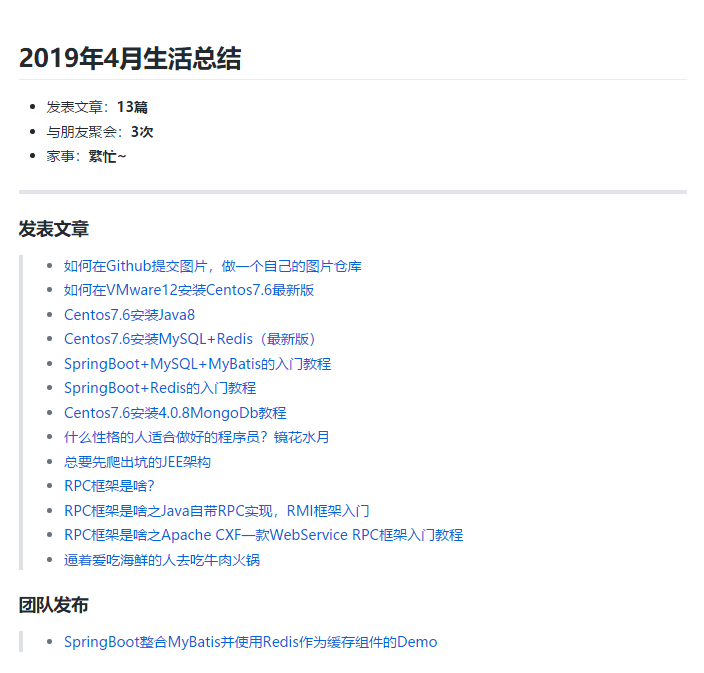 2019年4月生活总结
发表文章：13篇
与朋友聚会：3次
家事：繁忙~
发表文章
如何在Github提交图片，做一个自己的图片仓库
如何在VMware12安装Centos7.6最新版
Centos7.6安装Java8
Centos7.6安装MySQL+Redis（最新版）
SpringBoot+MySQL+MyBatis的入门教程
SpringBoot+Redis的入门教程
Centos7.6安装4.0.8MongoDb教程
什么性格的人适合做好的程序员？镜花水月
总要先爬出坑的JEE架构
RPC框架是啥？
RPC框架是啥之Java自带RPC实现，RMI框架入门
RPC框架是啥之Apache CXF一款WebService RPC框架入门教程
逼着爱吃海鲜的人去吃牛肉火锅
团队发布
SpringBoot整合MyBatis并使用Redis作为缓存组件的Demo